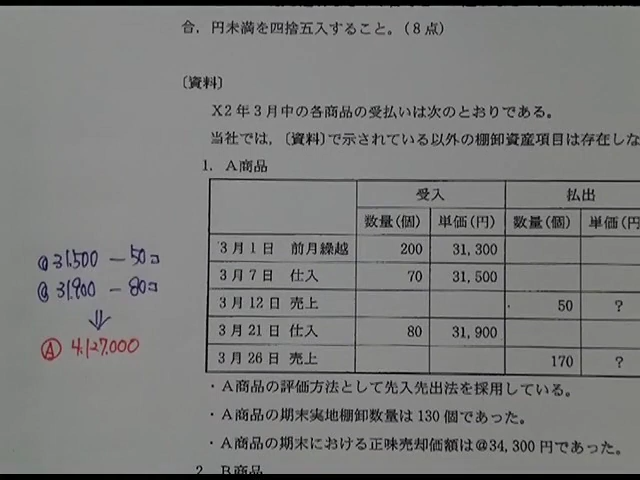 合，円未満を四捨五入すること。（8点）
〔資料〕
X2年3月中の各商品の受払いは次のとおりである。
当社では，〔資料〕で示されている以外の棚卸資産項目は存在しな
1．A商品
受入 払出
数量(個) 単価(円) 数量(個) 単価(円
3月1日 前月繰越 200 31,300
3月7日 仕入 70 31,500
3月12日 売上 50 ?
3月21日 仕入 80 31,900
3月26日 売上 170 ?
・A商品の評価方法として先入先出法を採用している。
・A商品の期末実地棚卸数量は130個であった。
・A商品の期末における正味売却価額は@34,300円であった。
2．B商品
@31,500 － 50コ
@31,900 － 80コ
⇓
Ⓐ 4,127,000